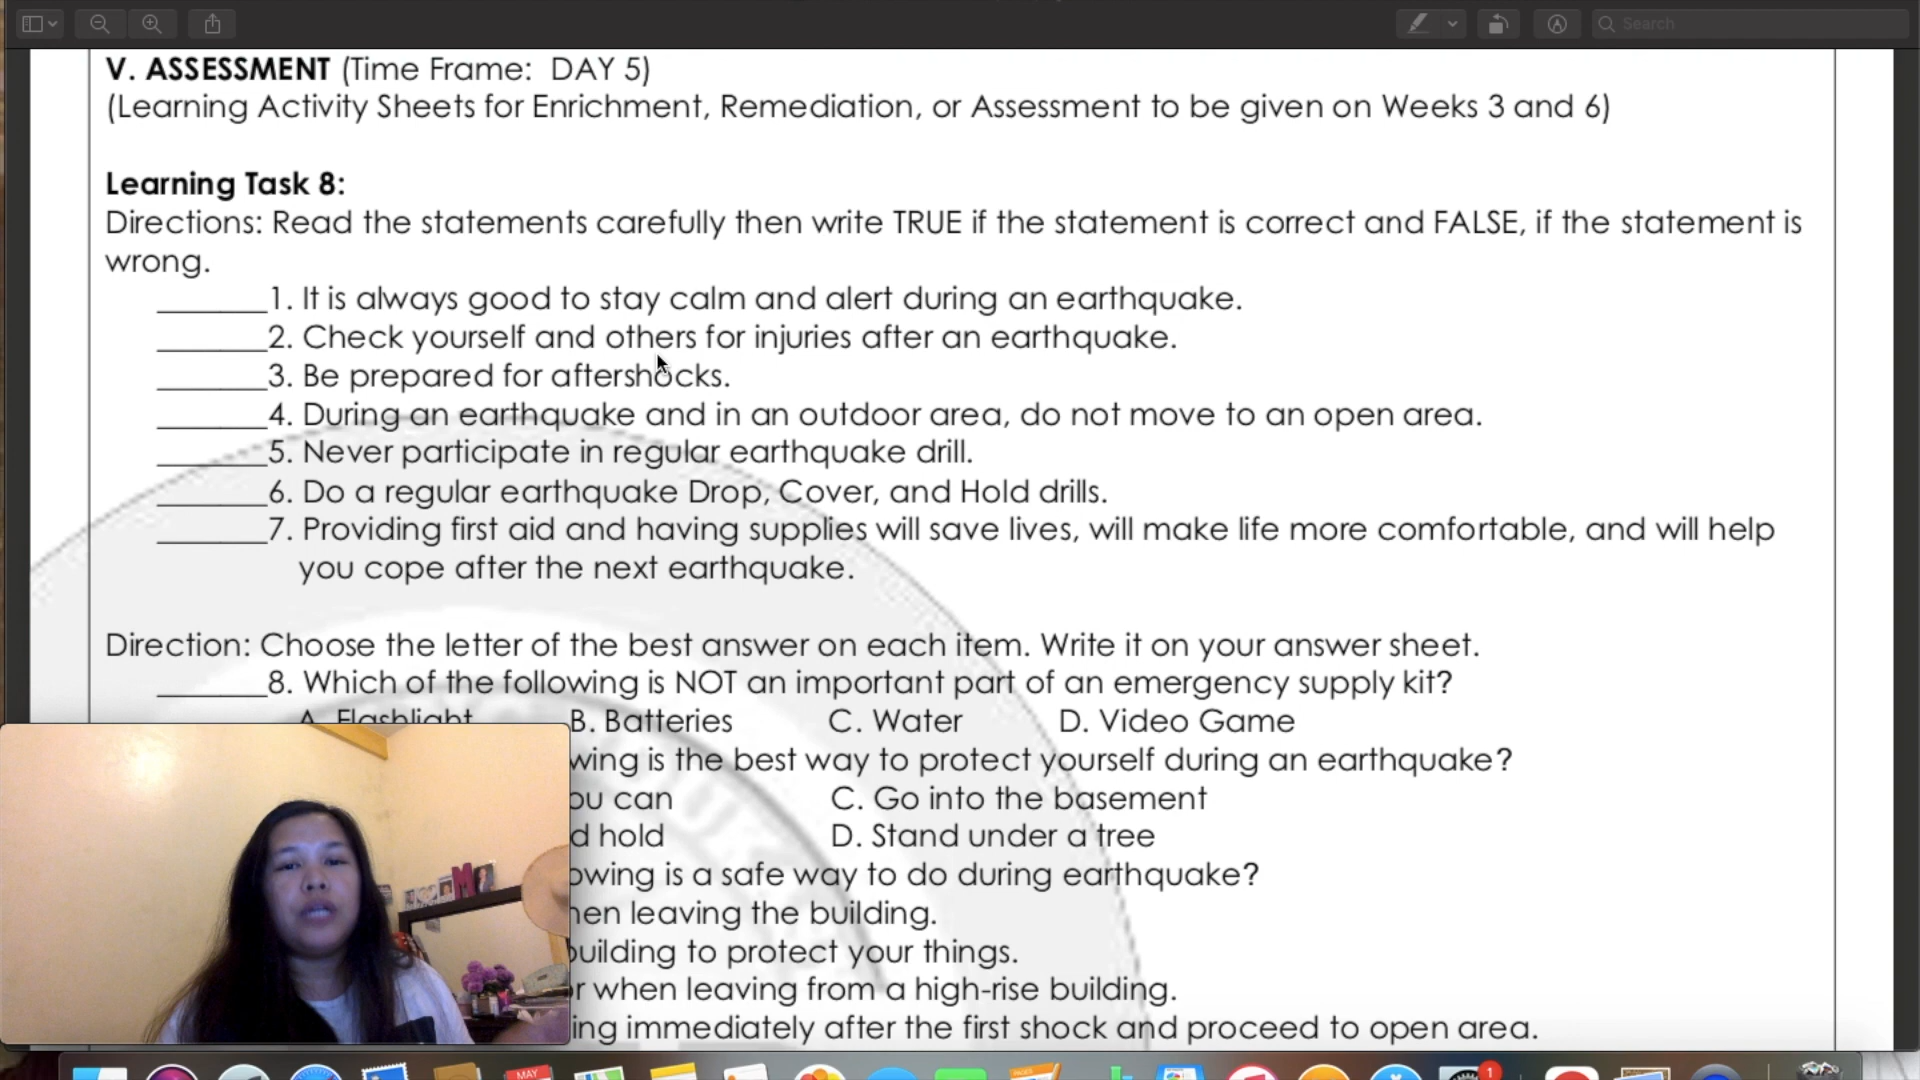 Search
V. ASSESSMENT (Time Frame: DAY 5)
(Learning Activity Sheets for Enrichment, Remediation, or Assessment to be given on Weeks 3 and 6)
Learning Task 8:
Directions: Read the statements carefully then write TRUE if the statement is correct and FALSE, if the statement is
wrong.
_______1. It is always good to stay calm and alert during an earthquake.
_______2. Check yourself and others for injuries after an earthquake.
_______3. Be prepared for aftershocks.
_______4. During an earthquake and in an outdoor area, do not move to an open area.
_______5. Never participate in regular earthquake drill.
_______6. Do a regular earthquake Drop, Cover, and Hold drills.
_______7. Providing first aid and having supplies will save lives, will make life more comfortable, and will help
you cope after the next earthquake.
Direction: Choose the letter of the best answer on each item. Write it on your answer sheet.
_______8. Which of the following is NOT an important part of an emergency supply kit?
A. Flashlight B. Batteries C. Water D. Video Game
wing is the best way to protect yourself during an earthquake?
ou can C. Go into the basement
d hold D. Stand under a tree
owing is a safe way to do during earthquake?
hen leaving the building.
building to protect your things.
r when leaving from a high-rise building.
ing immediately after the first shock and proceed to open area.
MAY
PAGES
1